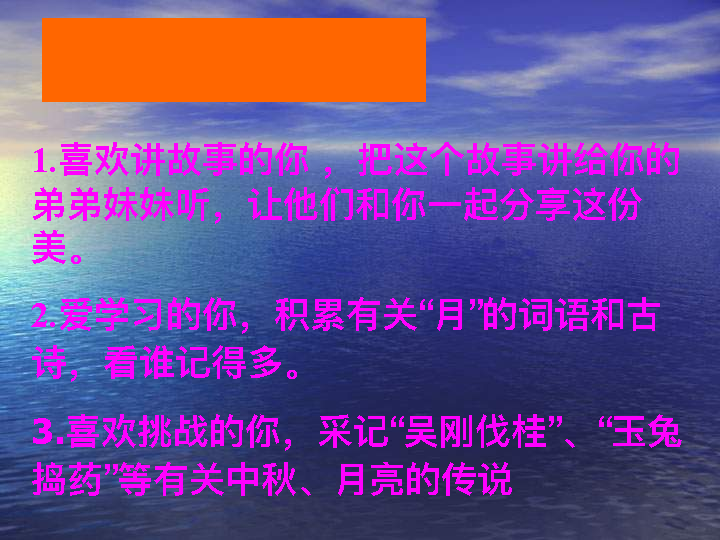 1.喜欢讲故事的你 ，把这个故事讲给你的
弟弟妹妹听，让他们和你一起分享这份
美。
2.爱学习的你，积累有关“月”的词语和古
诗，看谁记得多。
3.喜欢挑战的你，采记“吴刚伐桂”、“玉兔
捣药”等有关中秋、月亮的传说